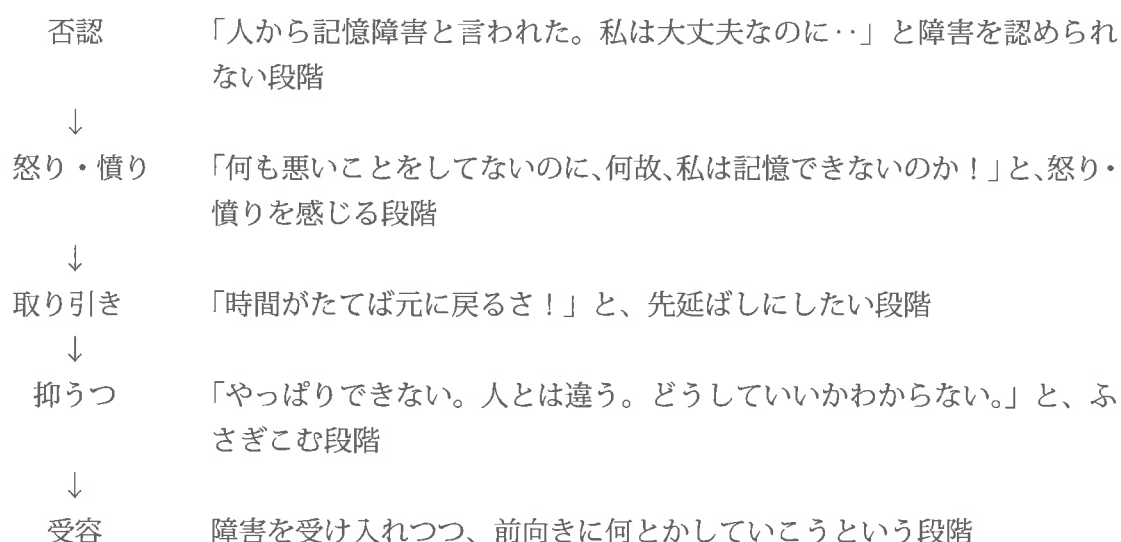 否認 「人から記憶障害と言われた。私は大丈夫なのに‥」と障害を認められ
ない段階
↓
怒り・憤り 「何も悪いことをしてないのに、何故、私は記憶できないのか！」と、怒り・
憤りを感じる段階
↓
取り引き 「時間がたてば元に戻るさ！」と、先延ばしにしたい段階
↓
抑うつ 「やっぱりできない。人とは違う。どうしていいかわからない。」と、ふ
さぎこむ段階
↓
受容 障害を受け入れつつ、前向きに何とかしていこうという段階